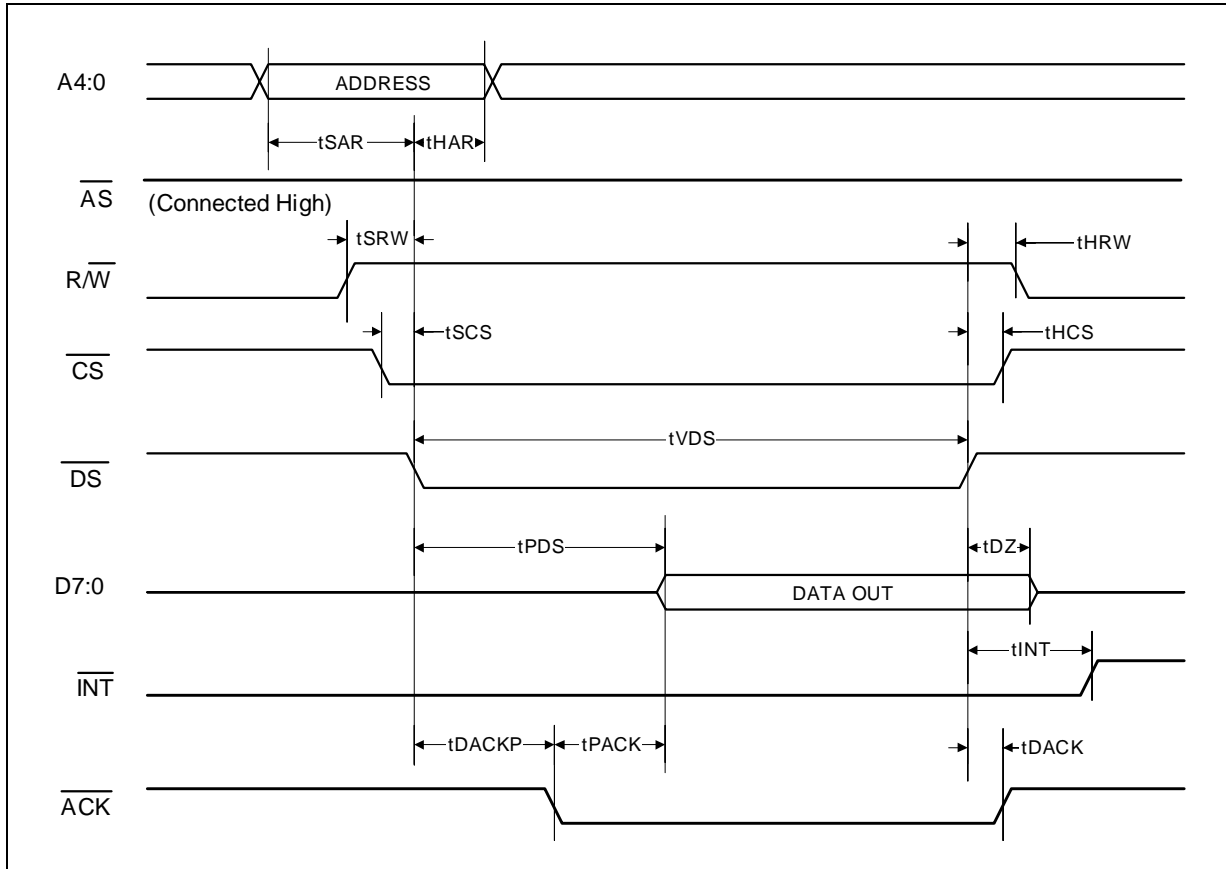 A4:0
ADDRESS
tSAR
tHAR
AS
(Connected High)
tSRW
tHRW
R/W
tSCS
tHCS
CS
tVDS
DS
tPDS
tDZ
D7:0
DATA OUT
tINT
INT
tDACKP
tPACK
tDACK
ACK